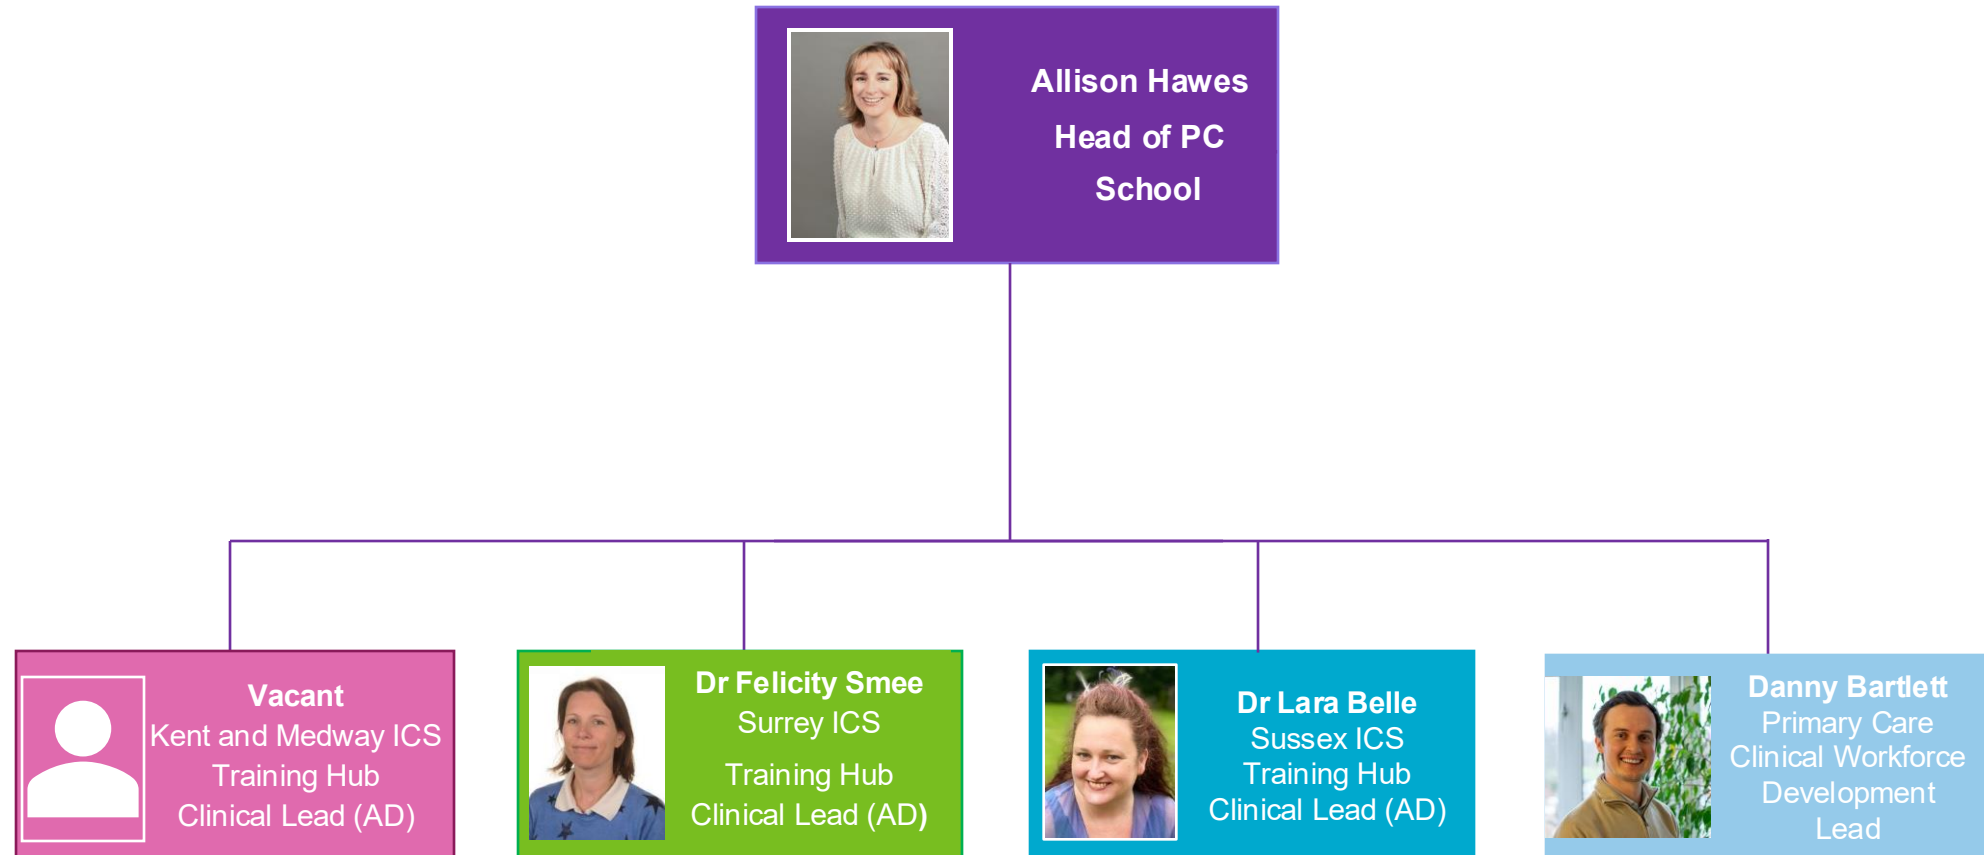 Allison Hawes
Head of PC
School
Vacant
Kent and Medway ICS
Training Hub
Clinical Lead (AD)
Dr Felicity Smee
Surrey ICS
Training Hub
Clinical Lead (AD)
Dr Lara Belle
Sussex ICS
Training Hub
Clinical Lead (AD)
Danny Bartlett
Primary Care
Clinical Workforce
Development
Lead